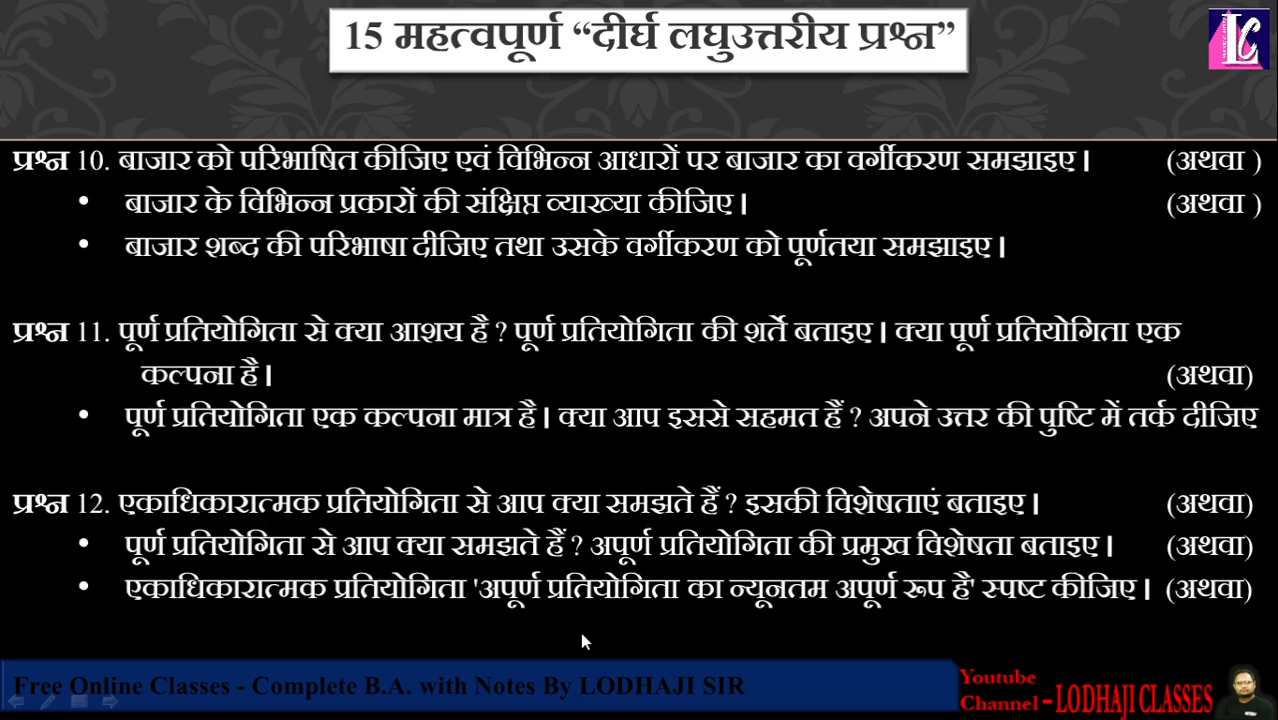 15 महत्वपूर्ण “दीर्घ लघुउत्तरीय प्रश्न”
LC
प्रश्न 10. बाजार को परिभाषित कीजिए एवं विभिन्न आधारों पर बाजार का वर्गीकरण समझाइए। (अथवा )
• बाजार के विभिन्न प्रकारों की संक्षिप्त व्याख्या कीजिए। (अथवा )
• बाजार शब्द की परिभाषा दीजिए तथा उसके वर्गीकरण को पूर्णतया समझाइए।
प्रश्न 11. पूर्ण प्रतियोगिता से क्या आशय है ? पूर्ण प्रतियोगिता की शर्ते बताइए। क्या पूर्ण प्रतियोगिता एक
कल्पना है। (अथवा)
• पूर्ण प्रतियोगिता एक कल्पना मात्र है। क्या आप इससे सहमत हैं ? अपने उत्तर की पुष्टि में तर्क दीजिए
प्रश्न 12. एकाधिकारात्मक प्रतियोगिता से आप क्या समझते हैं ? इसकी विशेषताएं बताइए। (अथवा)
• पूर्ण प्रतियोगिता से आप क्या समझते हैं ? अपूर्ण प्रतियोगिता की प्रमुख विशेषता बताइए। (अथवा)
• एकाधिकारात्मक प्रतियोगिता 'अपूर्ण प्रतियोगिता का न्यूनतम अपूर्ण रूप है' स्पष्ट कीजिए। (अथवा)
Free Online Classes - Complete B.A. with Notes By LODHAJI SIR
Youtube
Channel - LODHAJI CLASSES